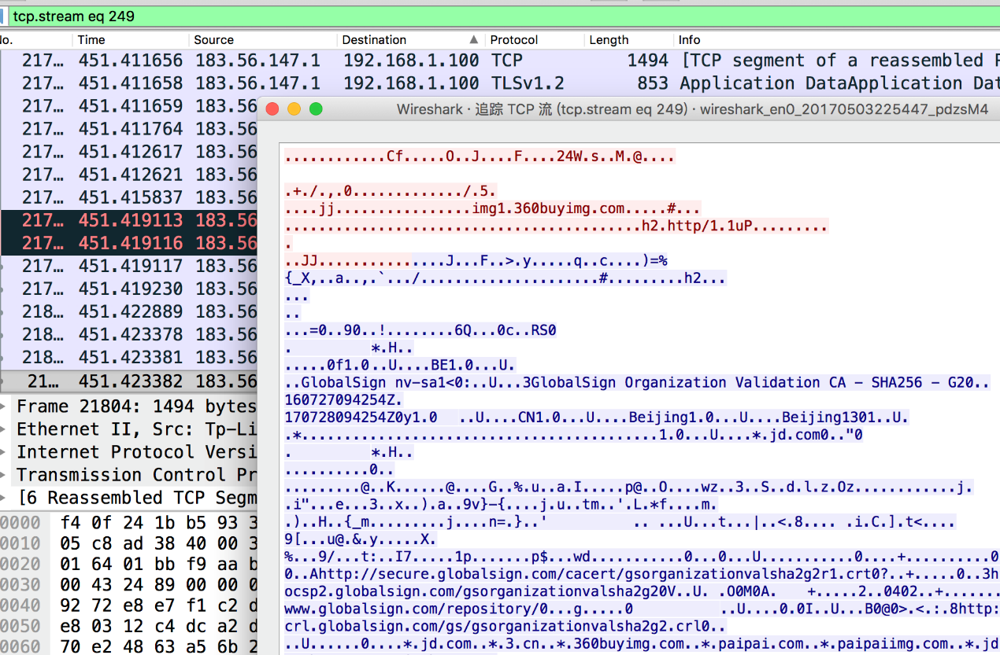 tcp.stream eq 249
No. Time Source Destination Protocol Length Info
217… 451.411656 183.56.147.1 192.168.1.100 TCP 1494 [TCP segment of a reassembled
217… 451.411658 183.56.147.1 192.168.1.100 TLSv1.2 853 Application DataApplication Dat
217… 451.411659 183.56
217… 451.411764 183.56
217… 451.412617 183.56
217… 451.412621 183.56
217… 451.415837 183.56
217… 451.419113 183.56
217… 451.419116 183.56
217… 451.419117 183.56
217… 451.419230 183.56
218… 451.422889 183.56
218… 451.423378 183.56
218… 451.423381 183.56
21… 451.423382 183.56
Frame 21804: 1494 bytes
Ethernet II, Src: Tp-Li
Internet Protocol Versi
Transmission Control Pr
[6 Reassembled TCP Segm
0000 f4 0f 24 1b b5 93 3
0010 05 c8 ad 38 40 00 3
0020 01 64 01 bb f9 aa b
0030 00 43 24 89 00 00 0
0040 92 72 e8 e7 f1 c2 d
0050 e8 03 12 c4 dc a2 d
0060 70 e2 48 63 a5 6b 2
Wireshark · 追踪 TCP 流 (tcp.stream eq 249) · wireshark_en0_20170503225447_pdzsM4
............Cf.....O..J....F....24W.s..M.@....
.+./.,.0............./.5.
....jj................img1.360buyimg.com.....#...
..........................................h2.http/1.1uP.........
.
..JJ...............J...F..>.y.....q..c....)=%
{_X,..a..,.`.../.....................#.........h2...
...
..
...=0..90..!........6Q...0c..RS0
. *.H..
.....0f1.0..U....BE1.0...U.
..GlobalSign nv-sa1<0:..U...3GlobalSign Organization Validation CA - SHA256 - G20..
160727094254Z.
170728094254Z0y1.0 ..U....CN1.0...U....Beijing1.0...U....Beijing1301..U.
.*..........................................1.0...U....*.jd.com0.."0
. *.H..
..........0..
.........@..K......@....G..%.u..a.I.....p@..O....wz..3..S..d.l.z.Oz...........j.
.i"...e...3..x..).a..9v}-{....j.u..tm..'.L.*f....m.
.)..H..{_m.........j....n=.}..' .. ...U...t...|..<.8.... .i.C.].t<....
9[...u@.&.y.....X.
%...9/...t:..I7.....1p.......p$...wd...........0...0...U...........0....+..........0
0..Ahttp://secure.globalsign.com/cacert/gsorganizationvalsha2g2r1.crt0?..+.....0..3h
ocsp2.globalsign.com/gsorganizationvalsha2g20V..U. .O0M0A. +.....2..0402..+.......
www.globalsign.com/repository/0...g.....0 ..U....0.0I..U...B0@0>.<.:.8http:
crl.globalsign.com/gs/gsorganizationvalsha2g2.crl0..
..U......0....*.jd.com..*.3.cn..*.360buyimg.com..*.paipai.com..*.paipaiimg.com..*.jd